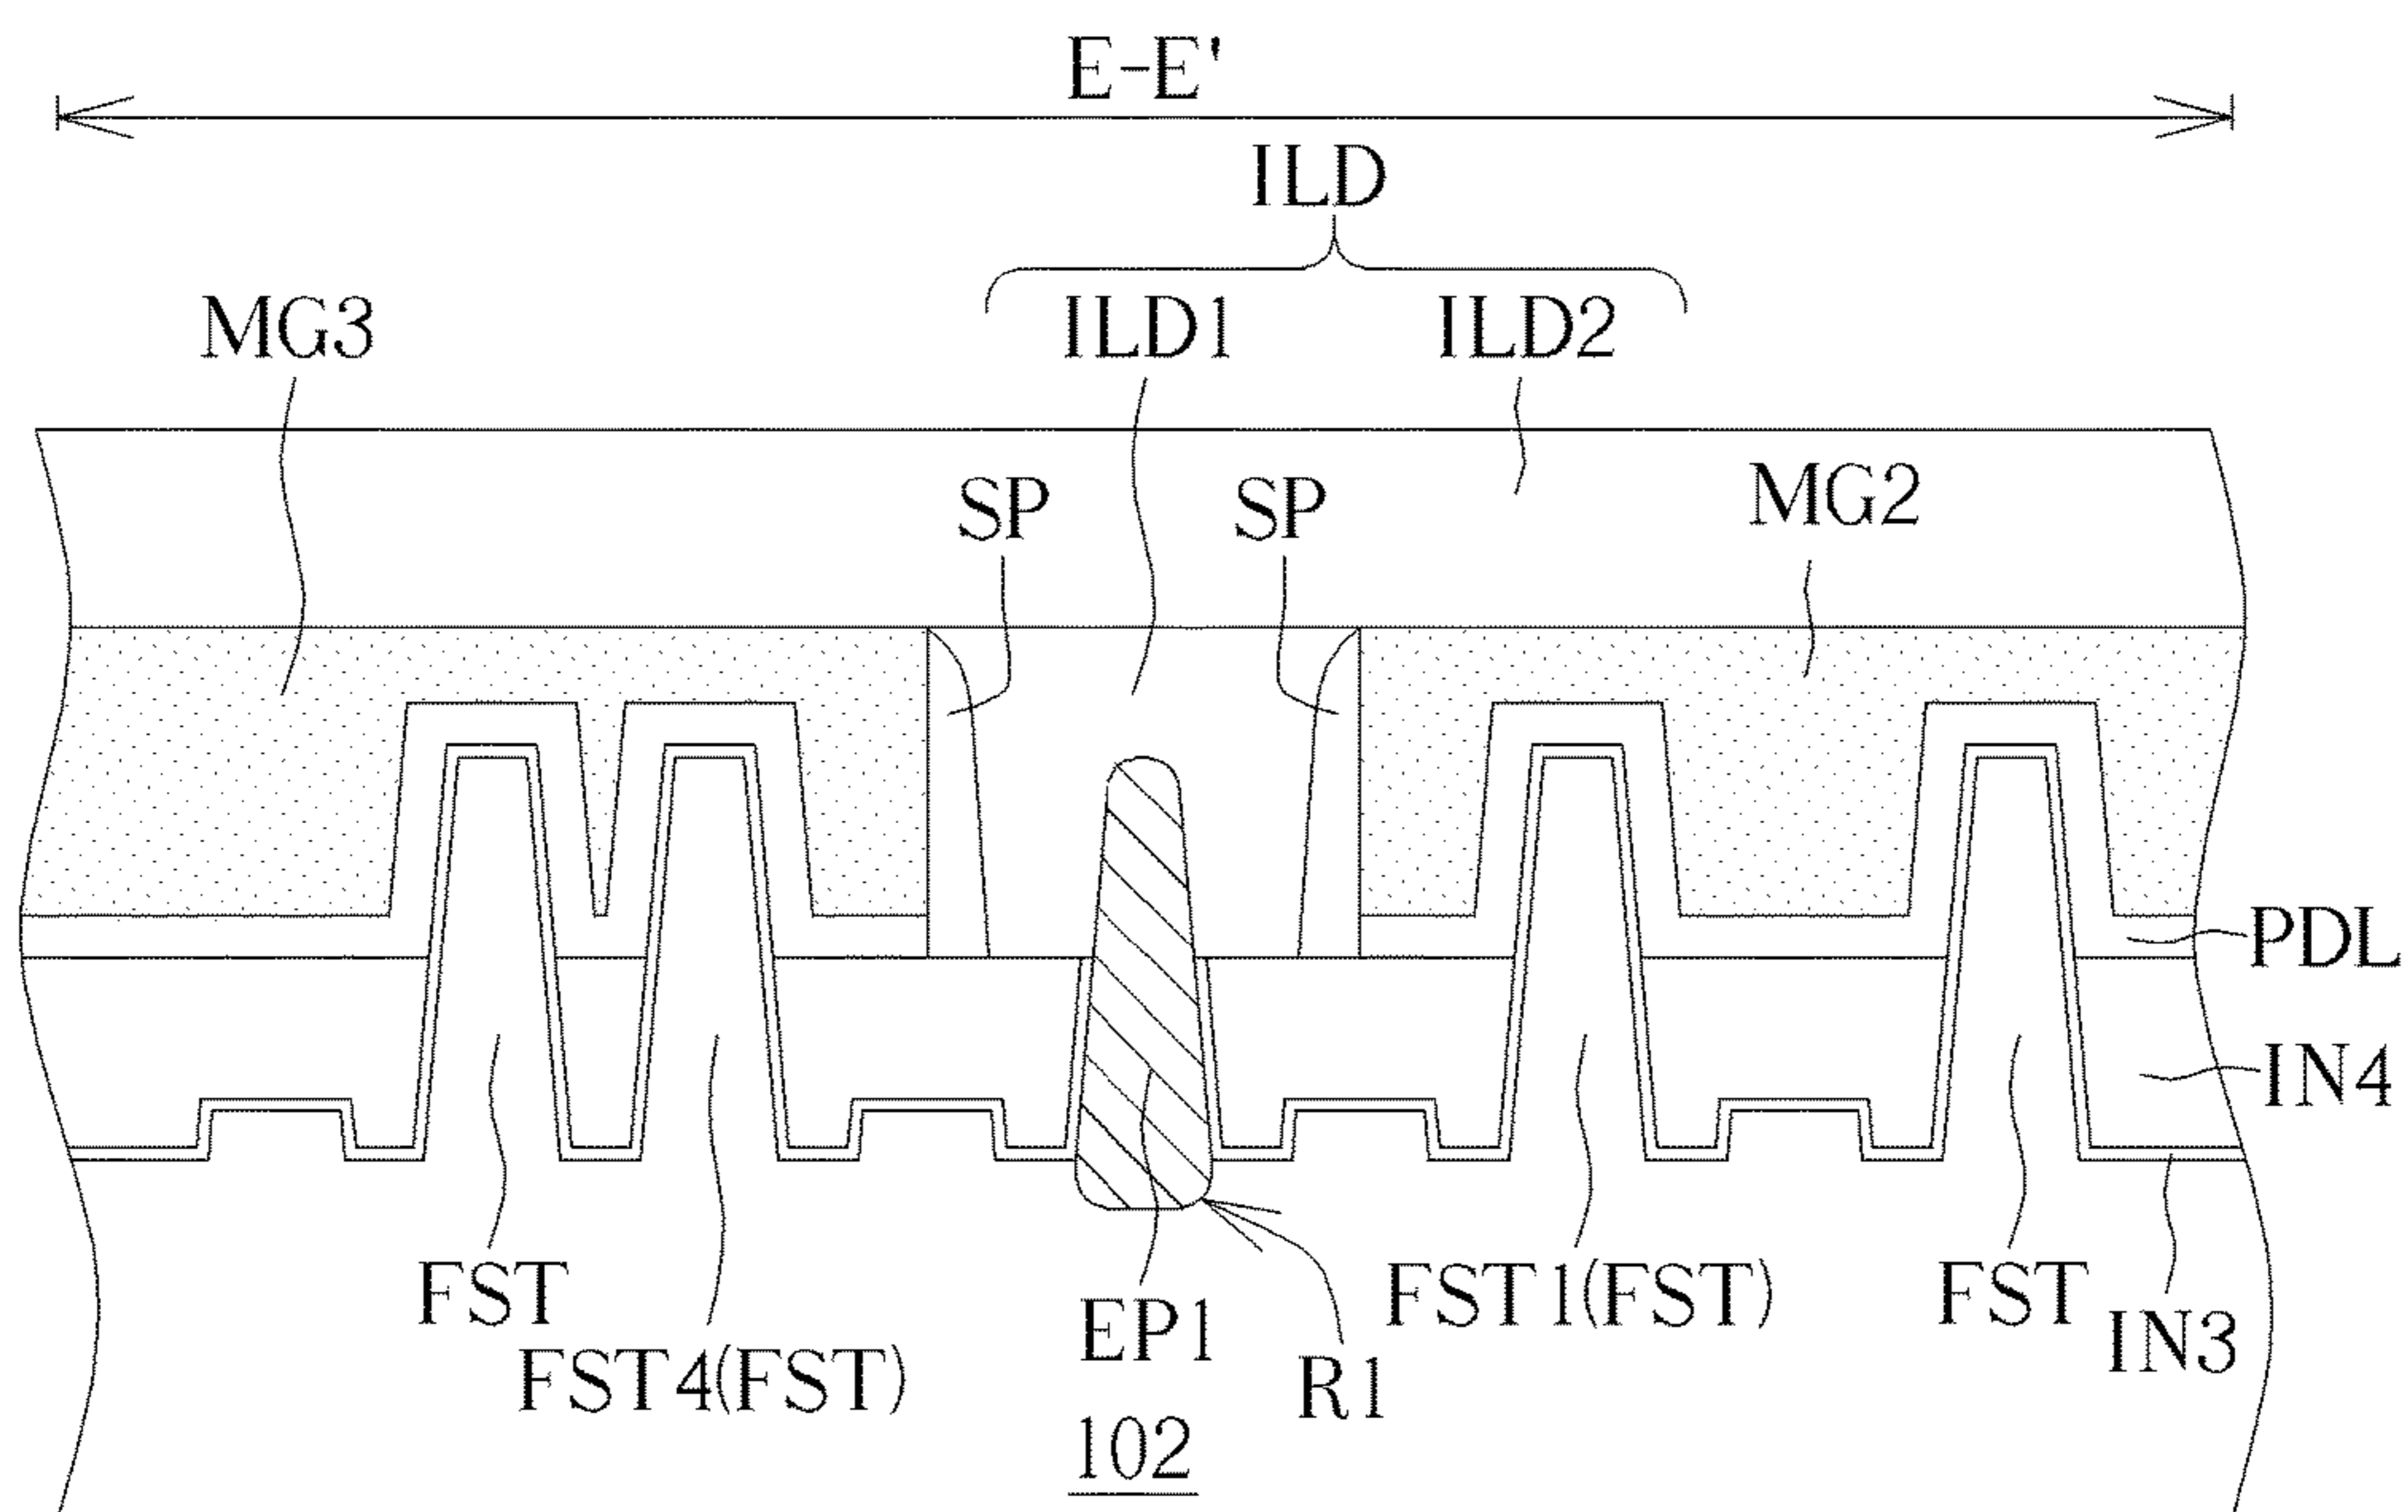 E-E'
ILD
MG3 ILD1 ILD2
SP SP MG2
PDL
IN4
FST FST1(FST) FST
EP1 IN3
FST4(FST) R1
102